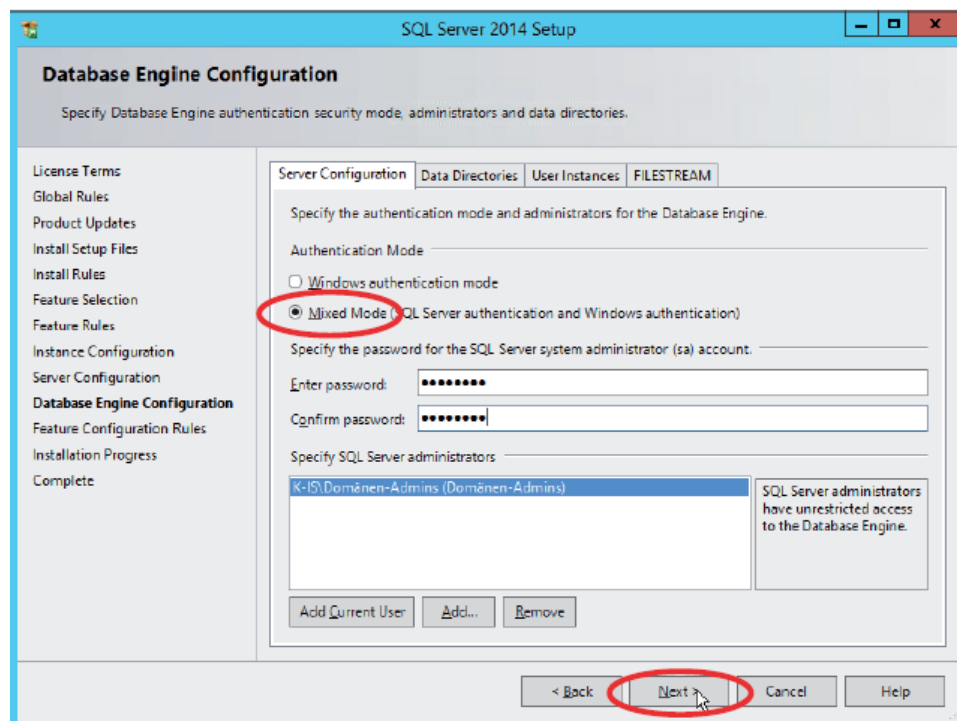 SQL Server 2014 Setup
Database Engine Configuration
Specify Database Engine authentication security mode, administrators and data directories.
License Terms
Global Rules
Product Updates
Install Setup Files
Install Rules
Feature Selection
Feature Rules
Instance Configuration
Server Configuration
Database Engine Configuration
Feature Configuration Rules
Installation Progress
Complete
Server Configuration Data Directories User Instances FILESTREAM
Specify the authentication mode and administrators for the Database Engine.
Authentication Mode
Windows authentication mode
Mixed Mode (SQL Server authentication and Windows authentication)
Specify the password for the SQL Server system administrator (sa) account.
Enter password: ●●●●●●●●
Confirm password: ●●●●●●●●
Specify SQL Server administrators
K-IS\Domänen-Admins (Domänen-Admins)
SQL Server administrators
have unrestricted access
to the Database Engine.
Add Current User Add... Remove
< Back Next > Cancel Help